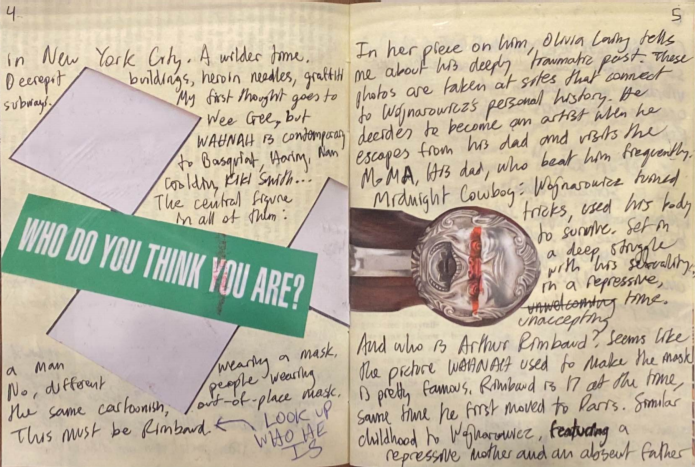 4
in New York City. A wilder time.
Decrepit buildings, heroin needles, graffiti
subways. My first thought goes to
Wee Gee, but
WAHNAH is contemporary
to Basquiat, Haring, Nan
Goldin, Kiki Smith...
The central figure
in all of them:
WHO DO YOU THINK YOU ARE?
a man wearing a mask.
No, different people wearing
the same cartoonish, out-of-place mask.
This must be Rimbaud
LOOK UP
WHO HE
IS
5
In her piece on him, Olivia Laing tells
me about his deeply traumatic past. These
photos are taken at sites that connect
to Wojnarowicz's personal history. He
decides to become an artist when he
escapes from his dad and visits the
MoMA, His dad, who beat him frequently.
Midnight Cowboy: Wojnarowicz turned
tricks, used his body
to survive. Set in
a deep struggle
with his sexuality,
in a repressive,
unwelcoming time.
unaccepting
And who is Arthur Rimbaud? Seems like
the picture WAHNAH used to make the mask
is pretty famous. Rimbaud is 17 at the time,
same time he first moved to Paris. Similar
childhood to Wojnarowicz, featuring a
repressive mother and an absent father